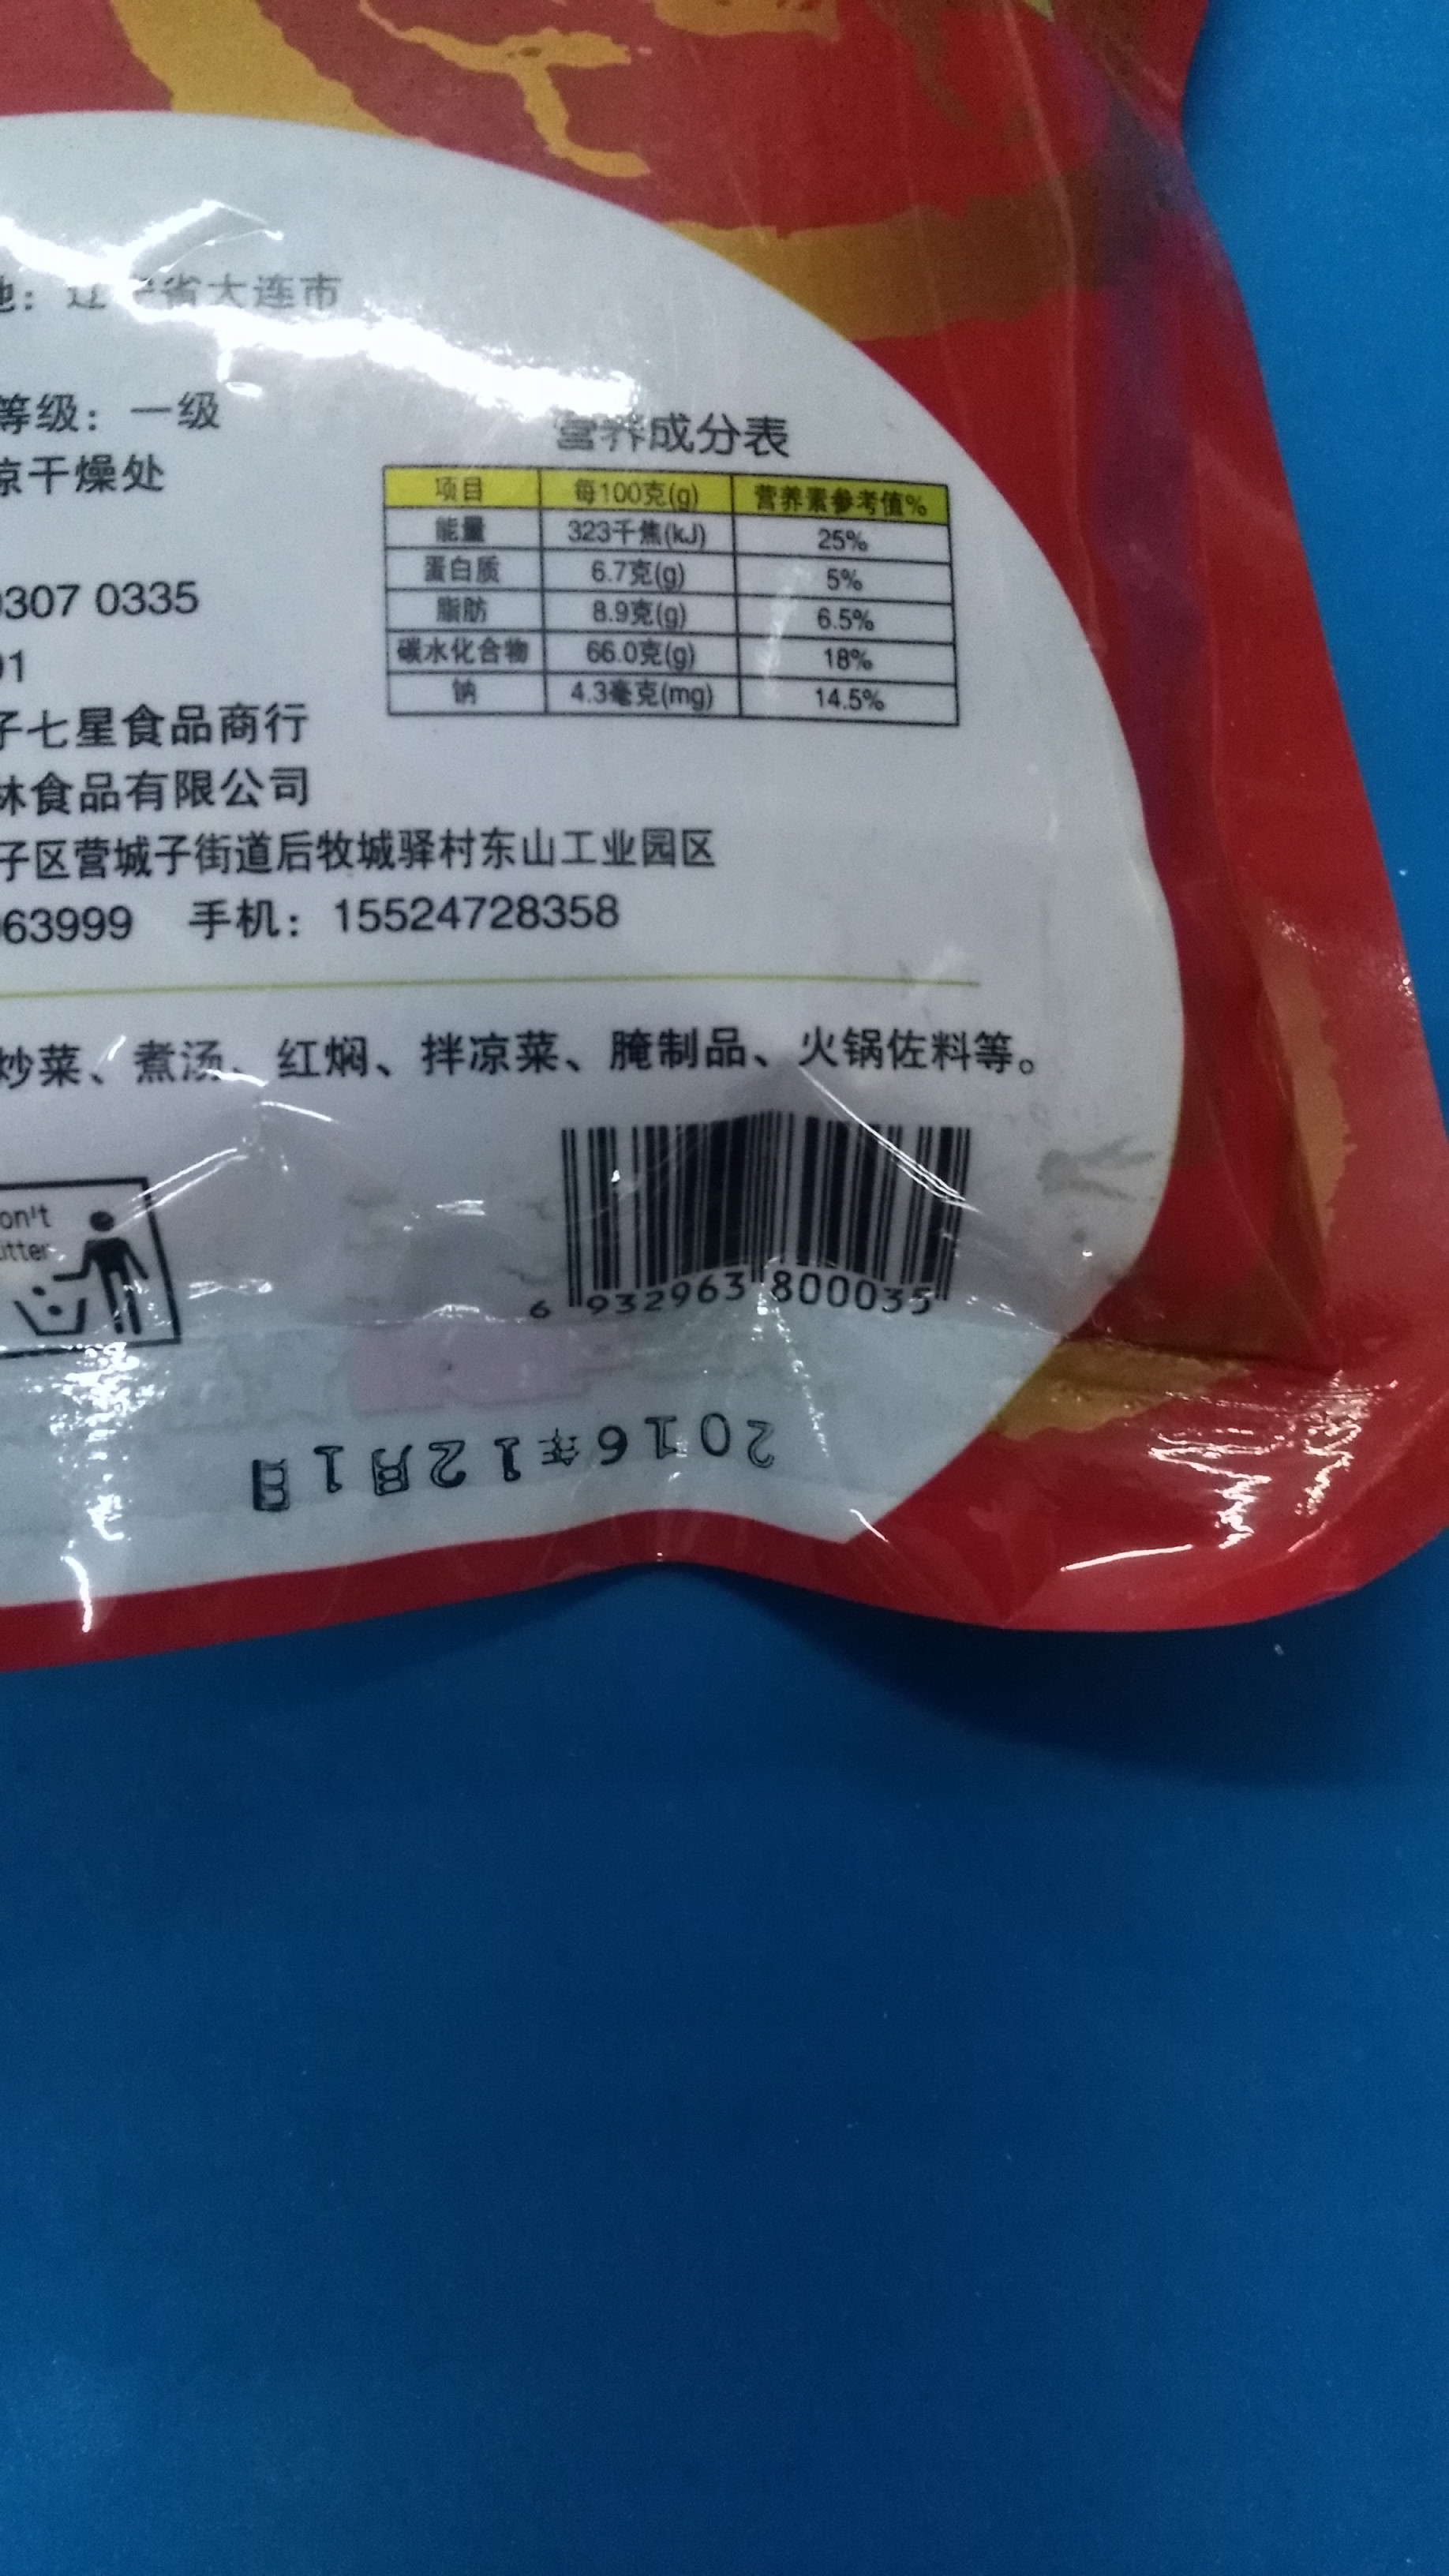 地：辽宁省大连市
等级：一级
凉干燥处
0307 0335
01
子七星食品商行
林食品有限公司
子区营城子街道后牧城驿村东山工业园区
063999 手机：15524728358
营养成分表
项目 每100克(g) 营养素参考值%
能量 323千焦(kJ) 25%
蛋白质 6.7克(g) 5%
脂肪 8.9克(g) 6.5%
碳水化合物 66.0克(g) 18%
钠 4.3毫克(mg) 14.5%
炒菜、煮汤、红焖、拌凉菜、腌制品、火锅佐料等。
on't
itter
6 932963 800035
2016年12月1日